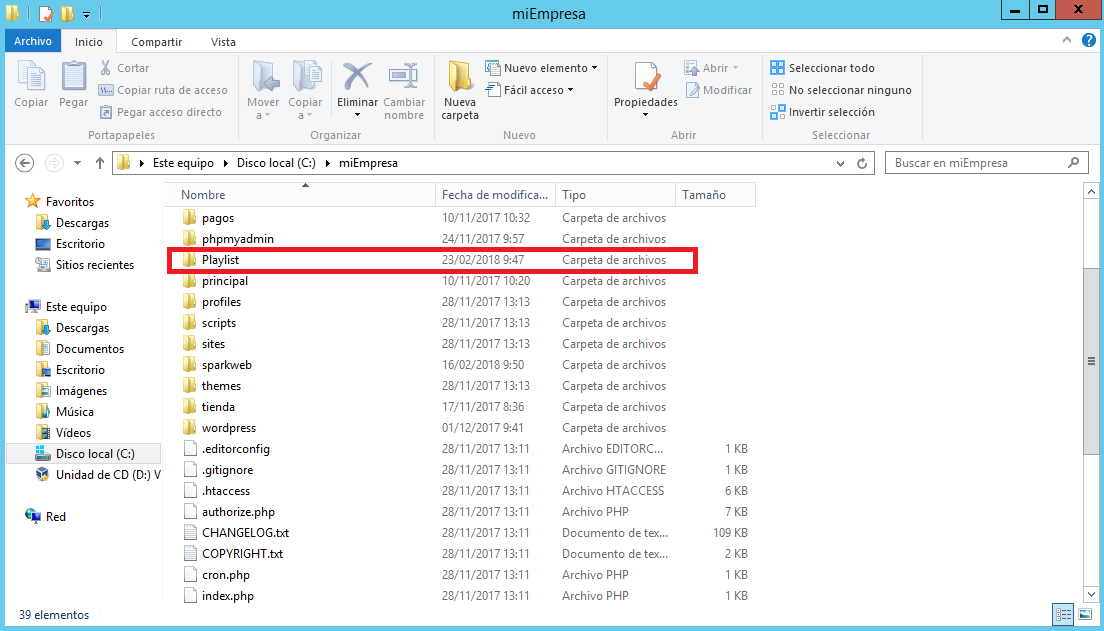 miEmpresa
Archivo Inicio Compartir Vista
Copiar
Pegar
Cortar
Copiar ruta de acceso
Pegar acceso directo
Portapapeles
Mover a
Copiar a
Eliminar
Cambiar nombre
Organizar
Nueva carpeta
Nuevo elemento
Fácil acceso
Nuevo
Propiedades
Abrir
Modificar
Abrir
Seleccionar todo
No seleccionar ninguno
Invertir selección
Seleccionar
Este equipo Disco local (C:) miEmpresa
Buscar en miEmpresa
Favoritos
Descargas
Escritorio
Sitios recientes
Este equipo
Descargas
Documentos
Escritorio
Imágenes
Música
Vídeos
Disco local (C:)
Unidad de CD (D:) V
Red
Nombre Fecha de modifica... Tipo Tamaño
pagos 10/11/2017 10:32 Carpeta de archivos
phpmyadmin 24/11/2017 9:57 Carpeta de archivos
Playlist 23/02/2018 9:47 Carpeta de archivos
principal 10/11/2017 10:20 Carpeta de archivos
profiles 28/11/2017 13:13 Carpeta de archivos
scripts 28/11/2017 13:13 Carpeta de archivos
sites 28/11/2017 13:13 Carpeta de archivos
sparkweb 16/02/2018 9:50 Carpeta de archivos
themes 28/11/2017 13:13 Carpeta de archivos
tienda 17/11/2017 8:36 Carpeta de archivos
wordpress 01/12/2017 9:41 Carpeta de archivos
.editorconfig 28/11/2017 13:11 Archivo EDITORC... 1 KB
.gitignore 28/11/2017 13:11 Archivo GITIGNORE 1 KB
.htaccess 28/11/2017 13:11 Archivo HTACCESS 6 KB
authorize.php 28/11/2017 13:11 Archivo PHP 7 KB
CHANGELOG.txt 28/11/2017 13:11 Documento de tex... 109 KB
COPYRIGHT.txt 28/11/2017 13:11 Documento de tex... 2 KB
cron.php 28/11/2017 13:11 Archivo PHP 1 KB
index.php 28/11/2017 13:11 Archivo PHP 1 KB
39 elementos